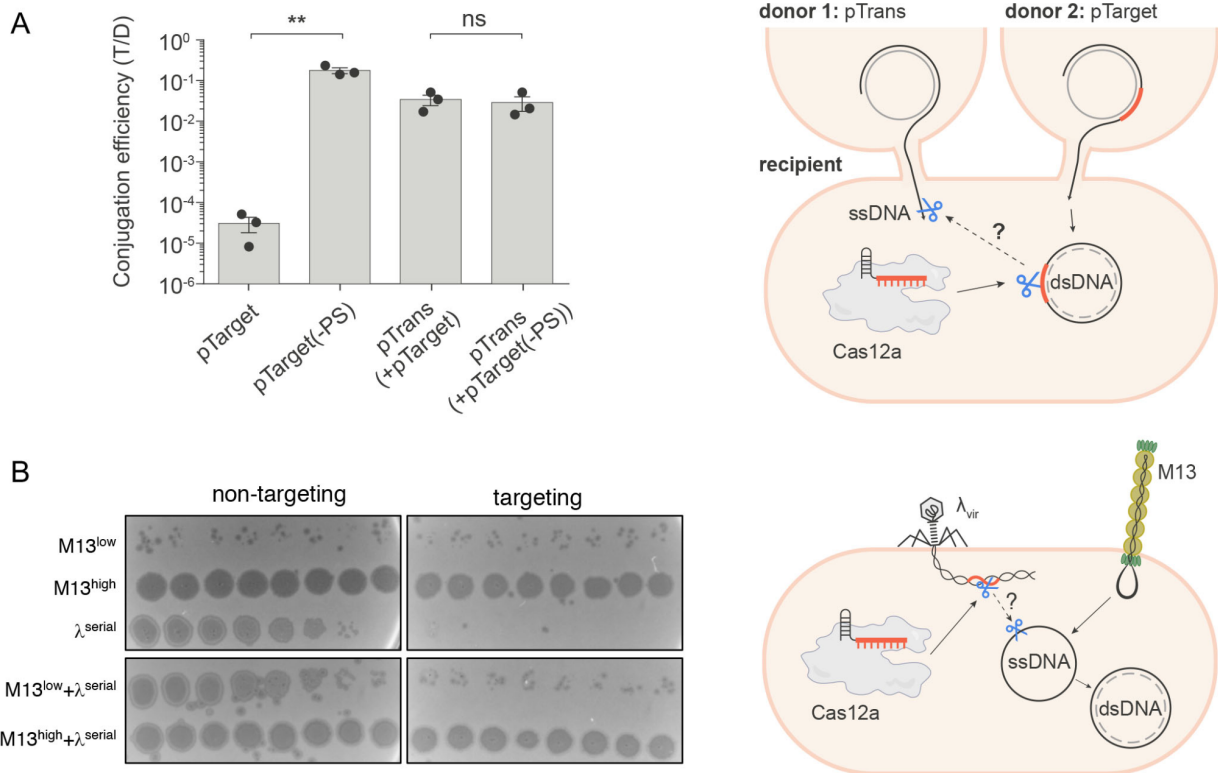 A
** ns
Conjugation efficiency (T/D)
10⁰
10⁻¹
10⁻²
10⁻³
10⁻⁴
10⁻⁵
10⁻⁶
pTarget
pTarget(-PS)
pTrans
(+pTarget)
pTrans
(+pTarget(-PS))
donor 1: pTrans donor 2: pTarget
recipient
ssDNA
?
dsDNA
Cas12a
B
non-targeting targeting
M13ˡᵒʷ
M13ʰⁱᵍʰ
λˢᵉʳⁱᵃˡ
M13ˡᵒʷ+λˢᵉʳⁱᵃˡ
M13ʰⁱᵍʰ+λˢᵉʳⁱᵃˡ
M13
λvir
?
ssDNA
Cas12a
dsDNA